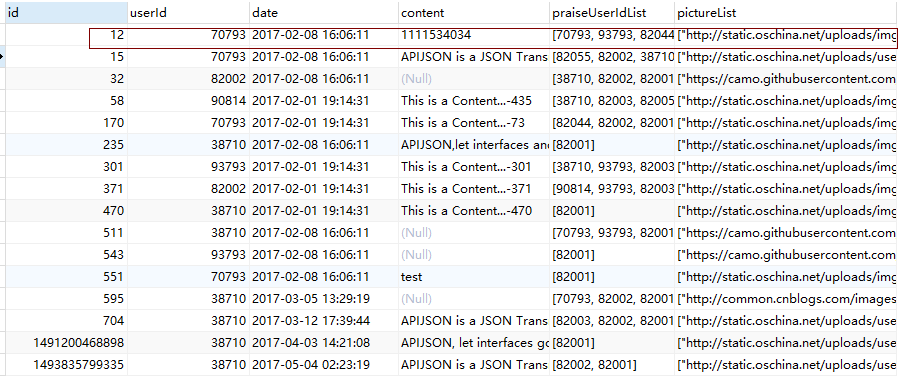 id userId date content praiseUserIdList pictureList
12 70793 2017-02-08 16:06:11 1111534034 [70793, 93793, 82044 ["http://static.oschina.net/uploads/img
15 70793 2017-02-08 16:06:11 APIJSON is a JSON Trans [82055, 82002, 38710 ["http://static.oschina.net/uploads/use
32 82002 2017-02-08 16:06:11 (Null) [38710, 82002, 82001 ["https://camo.githubusercontent.com
58 90814 2017-02-01 19:14:31 This is a Content...-435 [38710, 82003, 82005 ["http://static.oschina.net/uploads/img
170 70793 2017-02-01 19:14:31 This is a Content...-73 [82044, 82002, 82001 ["http://static.oschina.net/uploads/img
235 38710 2017-02-08 16:06:11 APIJSON,let interfaces and [82001] ["http://static.oschina.net/uploads/img
301 93793 2017-02-01 19:14:31 This is a Content...-301 [38710, 93793, 82003 ["http://static.oschina.net/uploads/img
371 82002 2017-02-01 19:14:31 This is a Content...-371 [90814, 93793, 82003 ["http://static.oschina.net/uploads/img
470 38710 2017-02-01 19:14:31 This is a Content...-470 [82001] ["http://static.oschina.net/uploads/img
511 38710 2017-02-08 16:06:11 (Null) [70793, 93793, 82001 ["https://camo.githubusercontent.com
543 93793 2017-02-08 16:06:11 (Null) [82001] ["https://camo.githubusercontent.com
551 70793 2017-02-08 16:06:11 test [82001] ["http://static.oschina.net/uploads/img
595 38710 2017-03-05 13:29:19 (Null) [70793, 82002, 82001 ["http://common.cnblogs.com/images
704 38710 2017-03-12 17:39:44 APIJSON is a JSON Trans [82003, 82002, 82001 ["http://static.oschina.net/uploads/use
1491200468898 38710 2017-04-03 14:21:08 APIJSON, let interfaces go [82001] ["http://static.oschina.net/uploads/use
1493835799335 38710 2017-05-04 02:23:19 APIJSON is a JSON Trans [82002, 82001] ["http://static.oschina.net/uploads/use